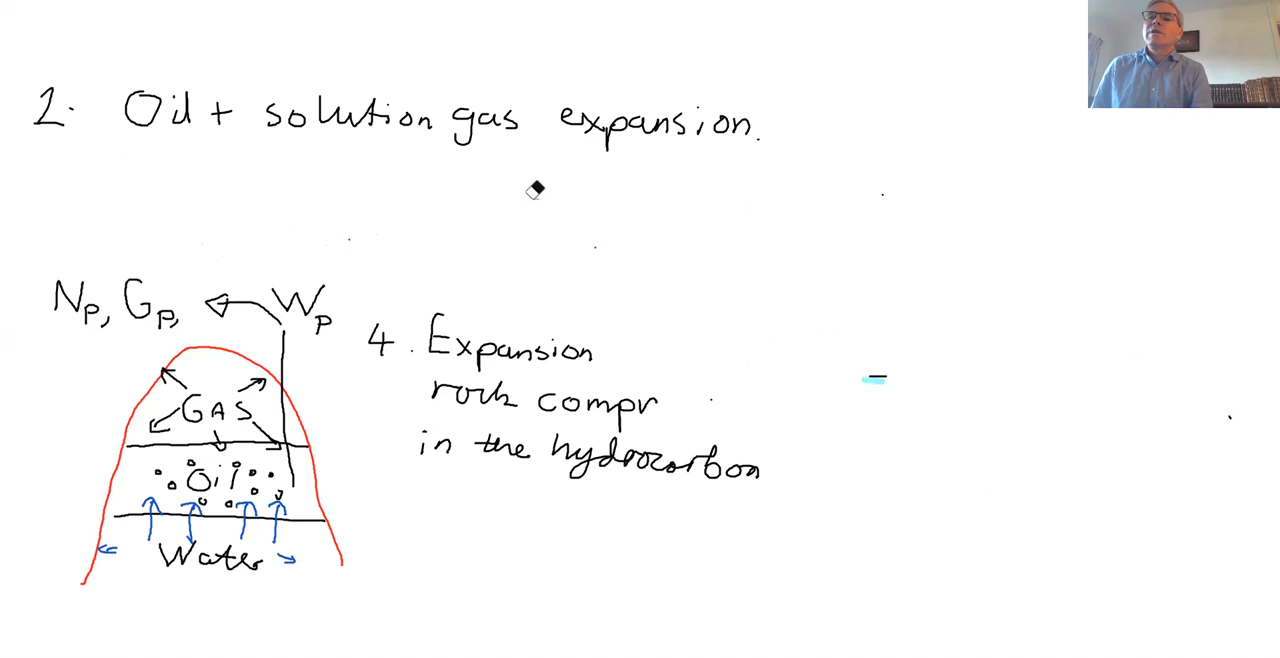 2. Oil + solution gas expansion.
Np, Gp, Wp
4. Expansion
rock compr
in the hydrocarbon
GAS
Oil
Water